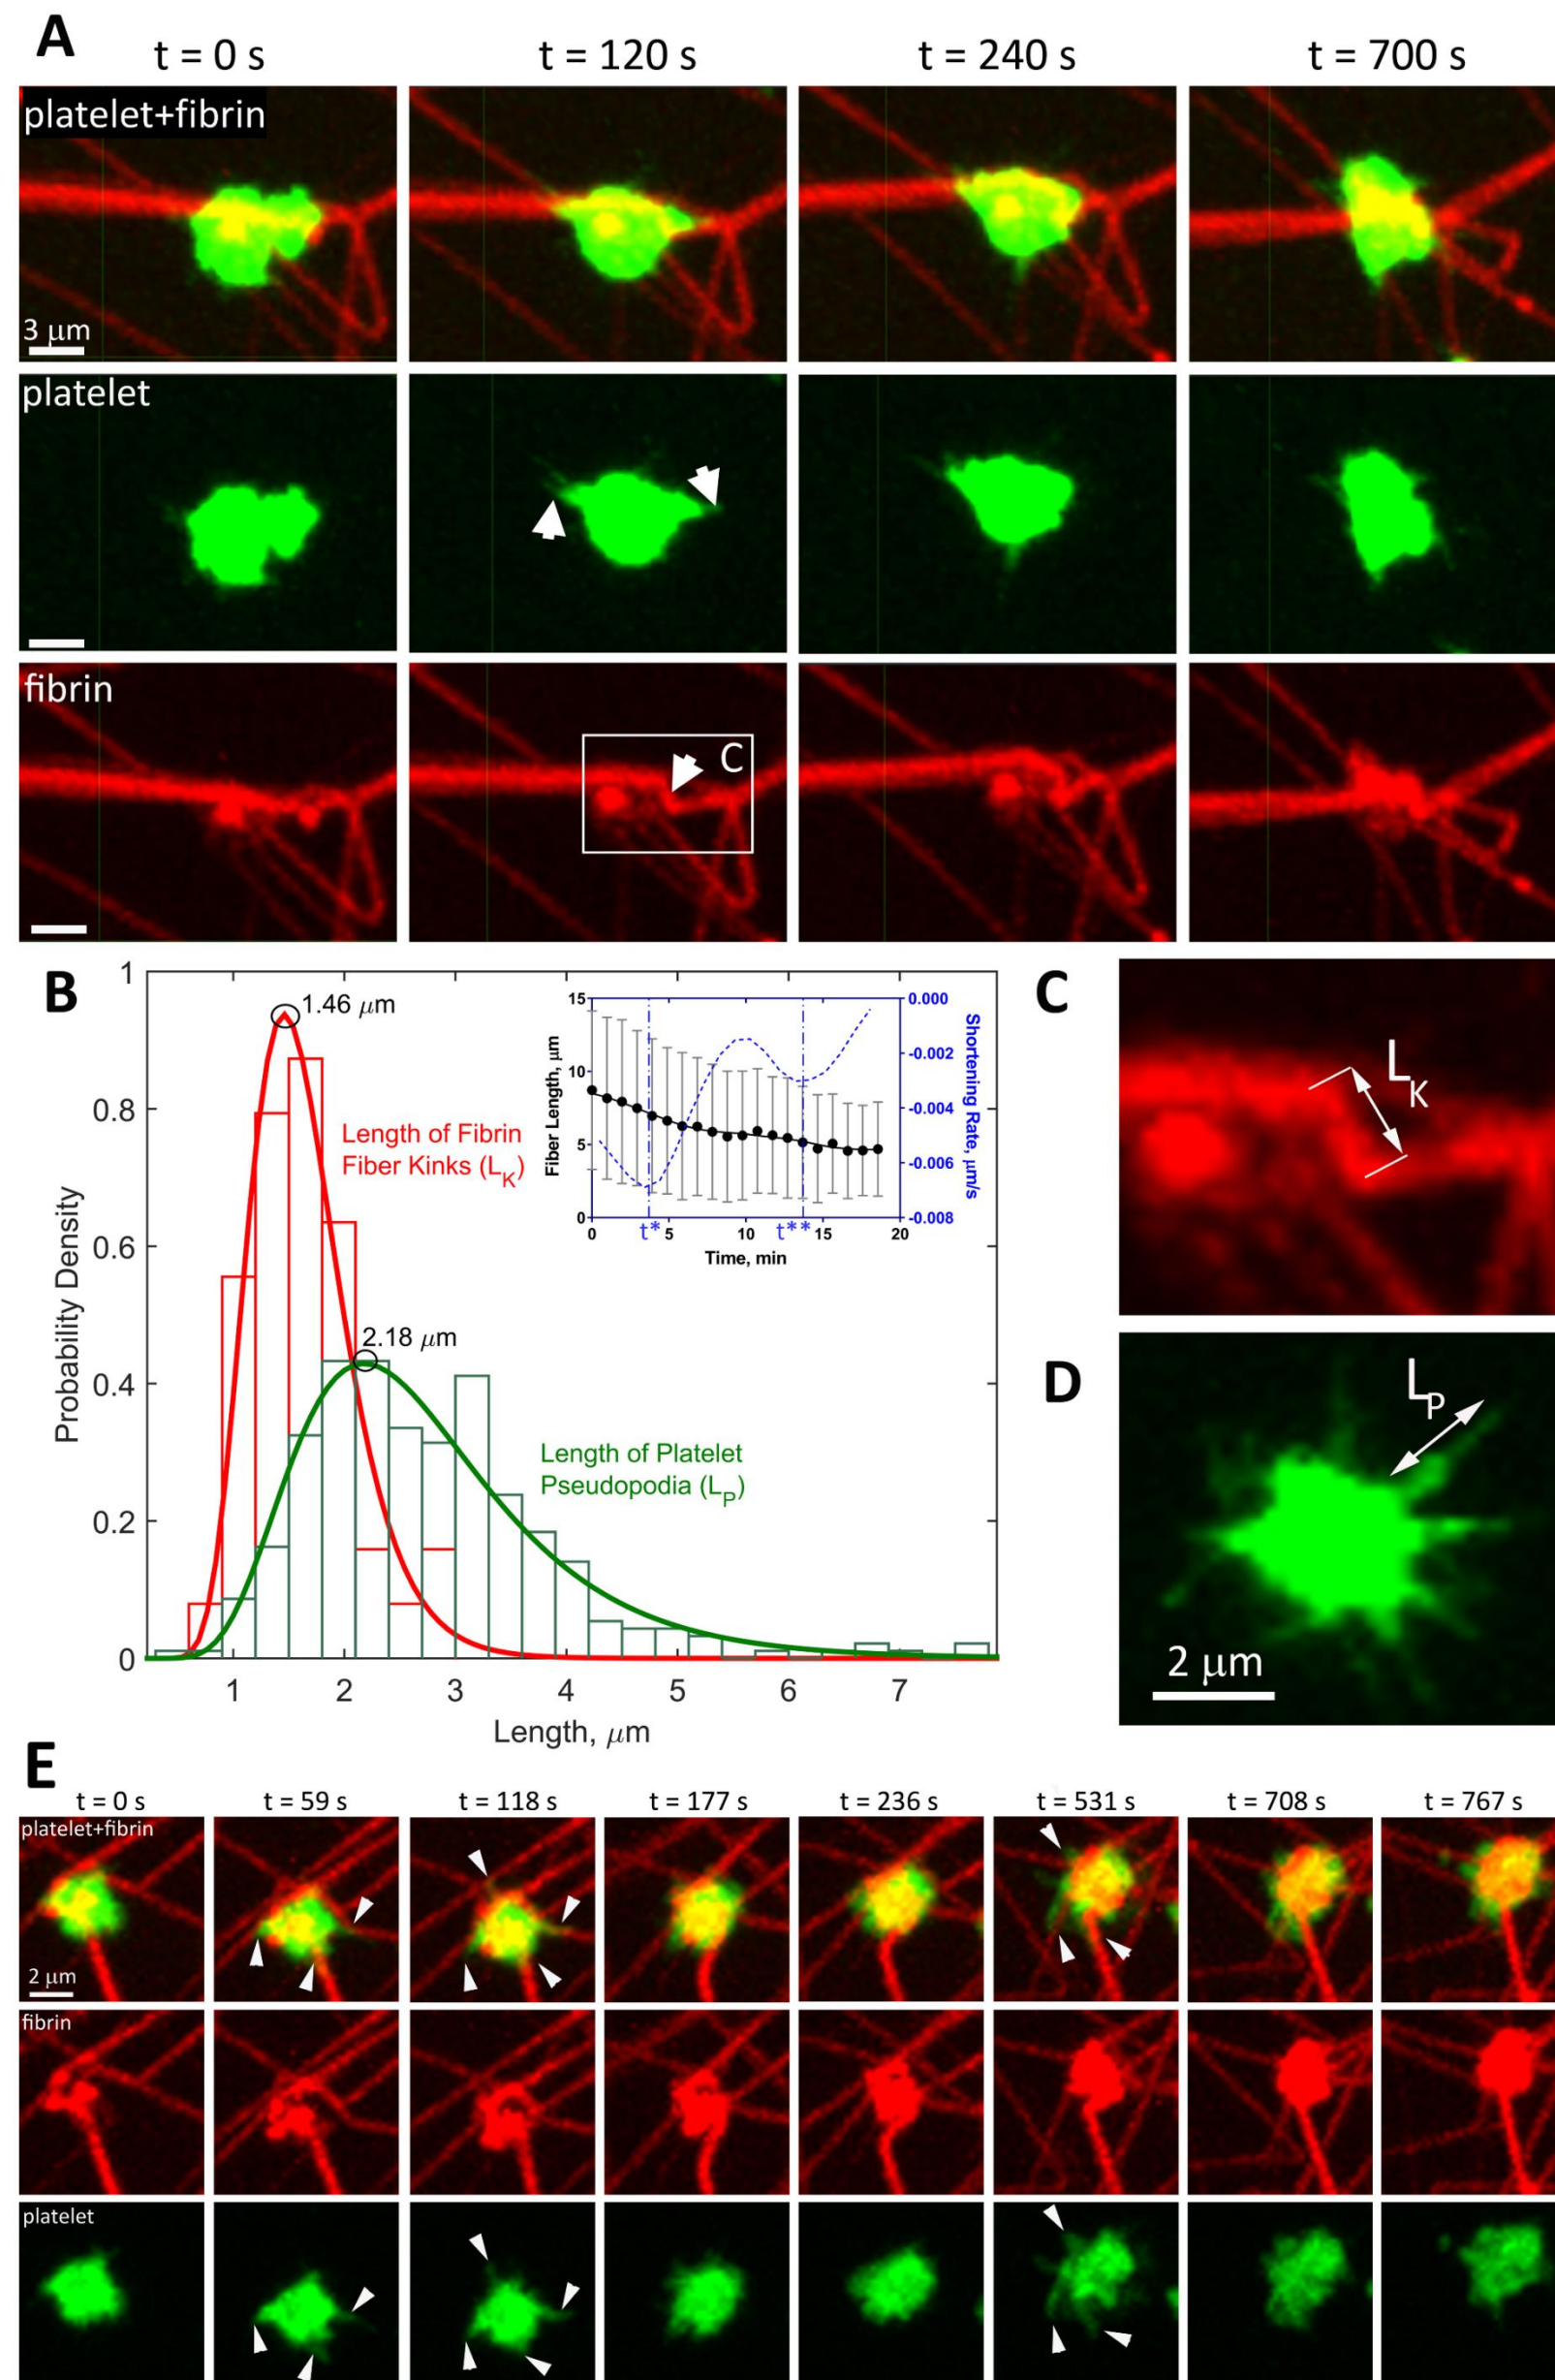 A
t = 0 s
t = 120 s
t = 240 s
t = 700 s
platelet+fibrin
3 μm
platelet
fibrin
C
B
1
0.8
0.6
0.4
0.2
0
Probability Density
1
2
3
4
5
6
7
Length, μm
1.46 μm
Length of Fibrin
Fiber Kinks (L_K)
2.18 μm
Length of Platelet
Pseudopodia (L_P)
15
10
5
0
Fiber Length, μm
0
t*
5
10
t**
15
20
Time, min
0.000
-0.002
-0.004
-0.006
-0.008
Shortening Rate, μm/s
C
L_K
D
L_P
2 μm
E
t = 0 s
t = 59 s
t = 118 s
t = 177 s
t = 236 s
t = 531 s
t = 708 s
t = 767 s
platelet+fibrin
2 μm
fibrin
platelet